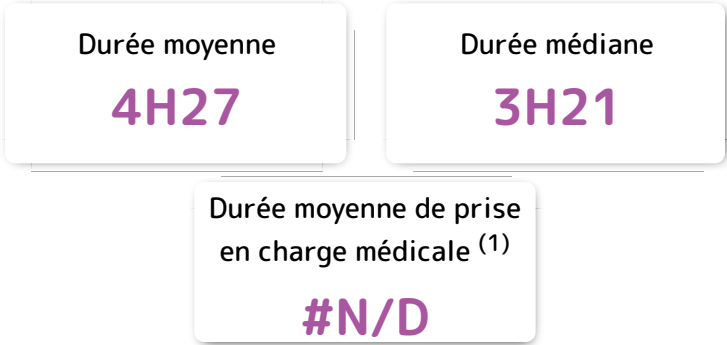 Durée moyenne
4H27
Durée médiane
3H21
Durée moyenne de prise
en charge médicale (1)
#N/D